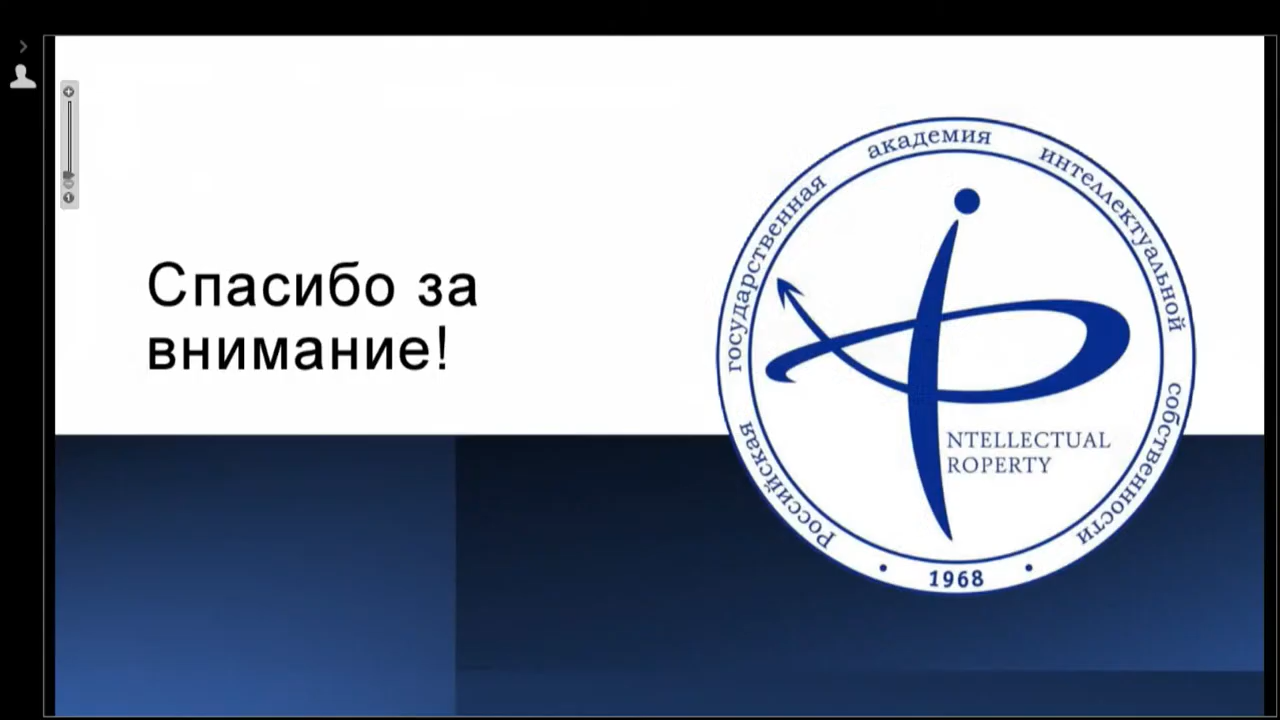 Спасибо за
внимание!
Российская государственная академия интеллектуальной собственности
NTELLECTUAL
ROPERTY
• 1968 •